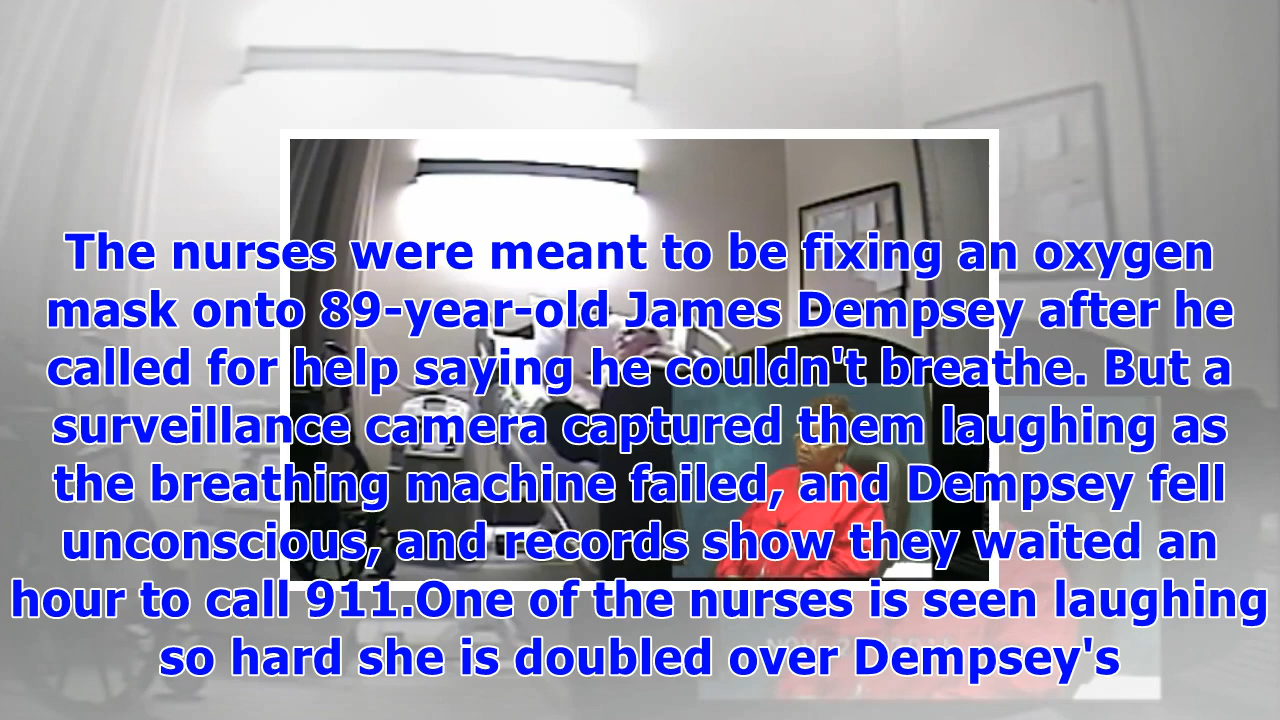 The nurses were meant to be fixing an oxygen
mask onto 89-year-old James Dempsey after he
called for help saying he couldn't breathe. But a
surveillance camera captured them laughing as
the breathing machine failed, and Dempsey fell
unconscious, and records show they waited an
hour to call 911.One of the nurses is seen laughing
so hard she is doubled over Dempsey's